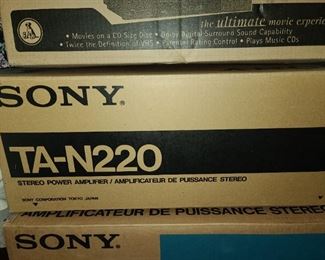 the ultimate movie experie
• Movies on a CD Size Disc • Dolby Digital Surround Sound Capability
• Twice the Definition of VHS • Parental Rating Control • Plays Music CDs
SONY®
TA-N220
STEREO POWER AMPLIFIER / AMPLIFICATEUR DE PUISSANCE STEREO
SONY CORPORATION TOKYO JAPAN
AMPLIFICATEUR DE PUISSANCE STEREO
SONY®